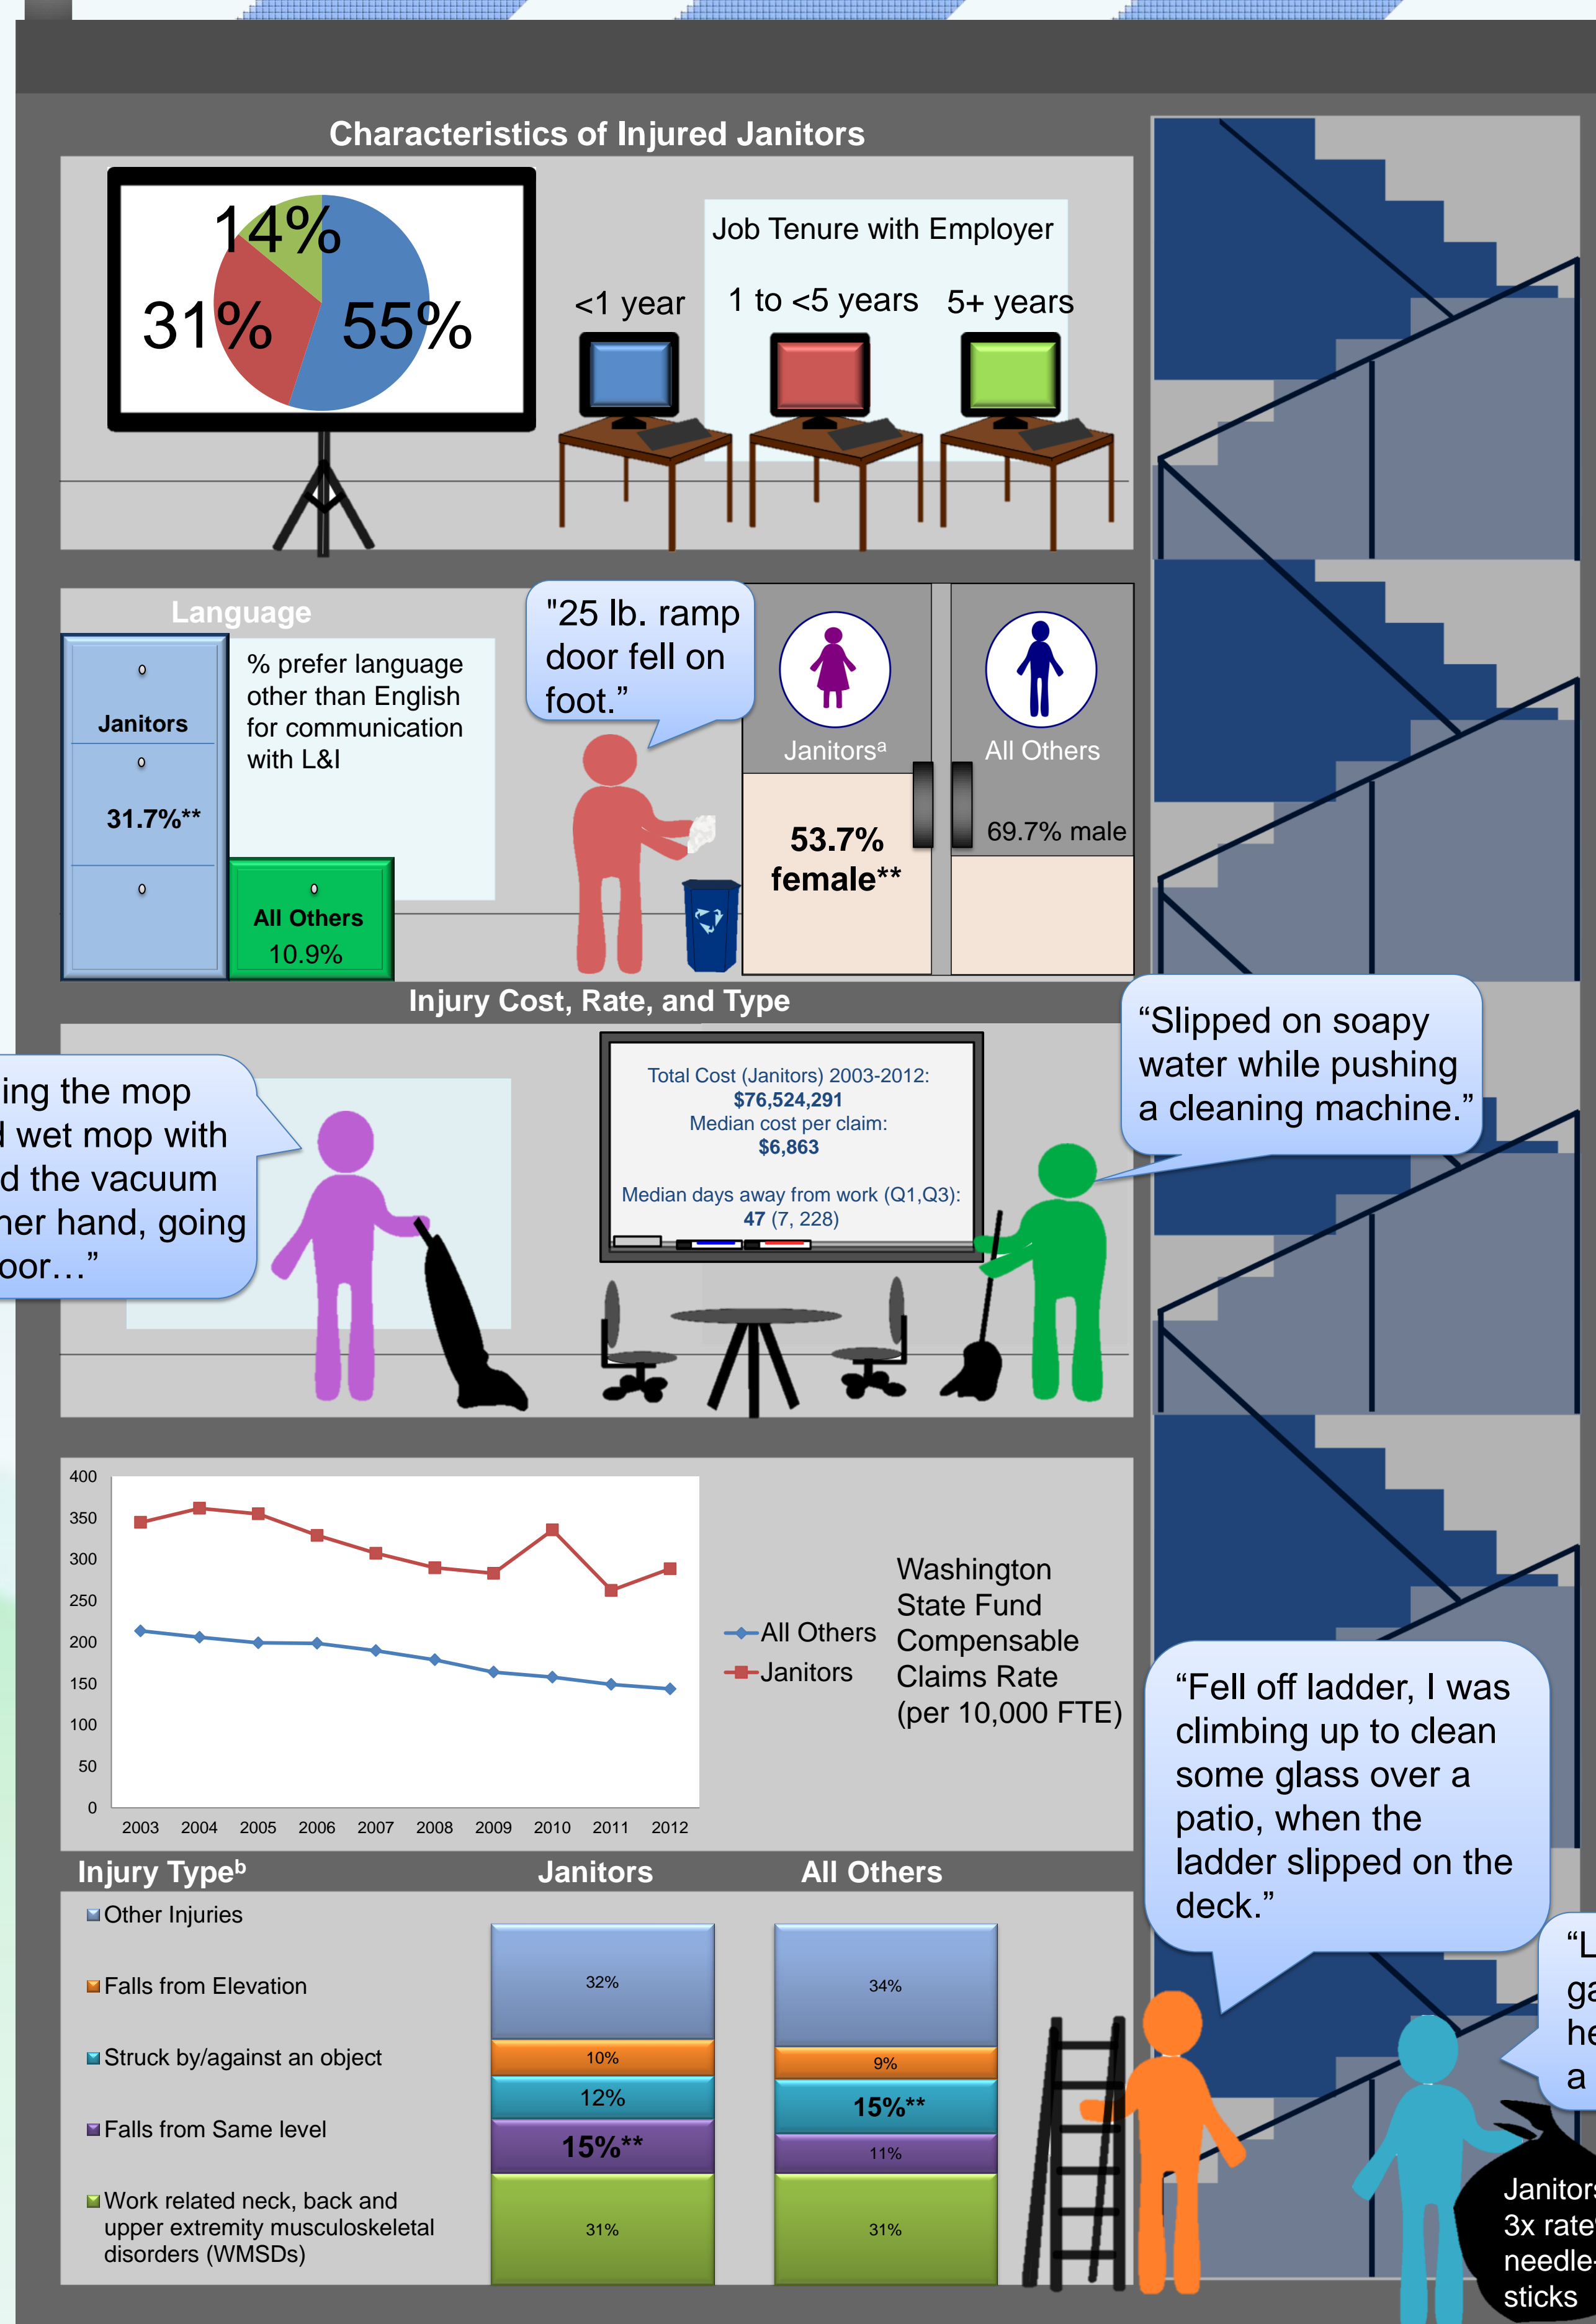 Characteristics of Injured Janitors
14%
31%
55%
Job Tenure with Employer
<1 year
1 to <5 years
5+ years
Language
Janitors
31.7%**
% prefer language
other than English
for communication
with L&I
All Others
10.9%
"25 lb. ramp
door fell on
foot.”
Janitorsᵃ
53.7%
female**
All Others
69.7% male
Injury Cost, Rate, and Type
ing the mop
wet mop with
d the vacuum
her hand, going
oor…”
Total Cost (Janitors) 2003-2012:
$76,524,291
Median cost per claim:
$6,863
Median days away from work (Q1,Q3):
47 (7, 228)
“Slipped on soapy
water while pushing
a cleaning machine.”
400
350
300
250
200
150
100
50
0
2003 2004 2005 2006 2007 2008 2009 2010 2011 2012
All Others
Janitors
Washington
State Fund
Compensable
Claims Rate
(per 10,000 FTE)
“Fell off ladder, I was
climbing up to clean
some glass over a
patio, when the
ladder slipped on the
deck.”
Injury Typeᵇ
Janitors
All Others
Other Injuries
Falls from Elevation
Struck by/against an object
Falls from Same level
Work related neck, back and
upper extremity musculoskeletal
disorders (WMSDs)
32%
10%
12%
15%**
31%
34%
9%
15%**
11%
31%
“L
ga
he
a
Janitors
3x rate
needle-
sticks